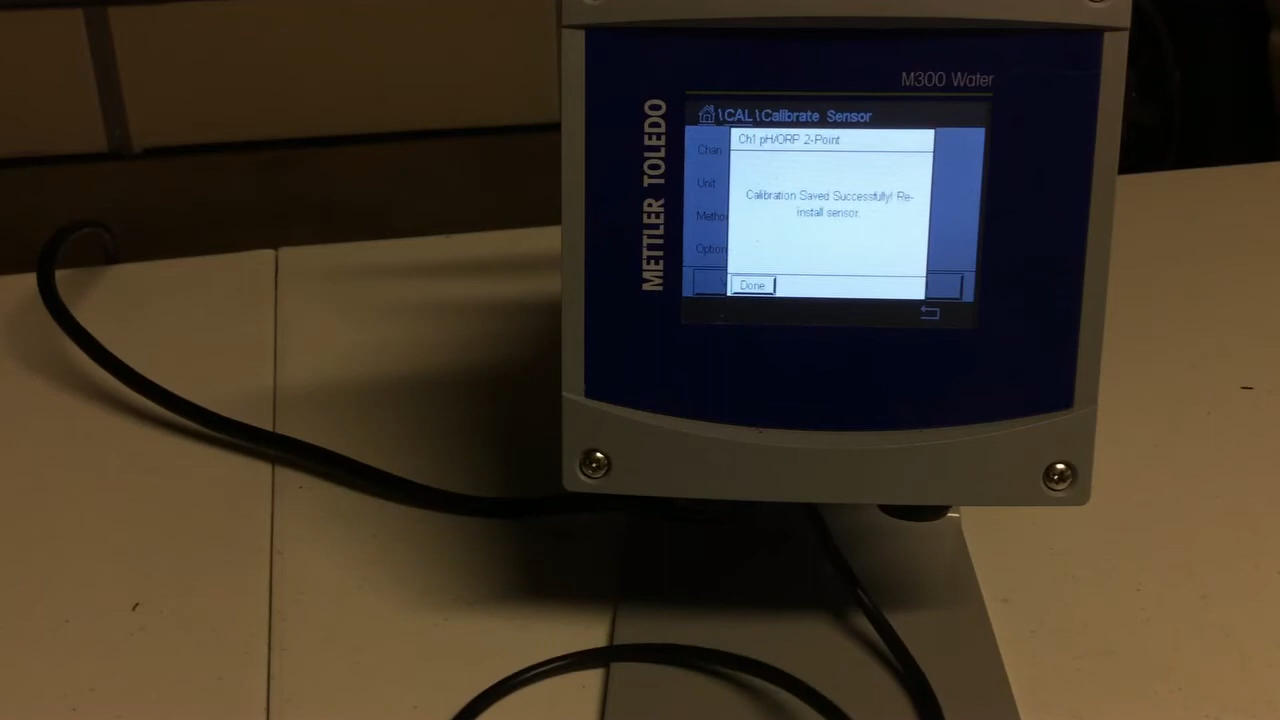 M300 Water
METTLER TOLEDO
\CAL\Calibrate Sensor
Ch1 pH/ORP 2-Point
Chan
Unit
Calibration Saved Successfully! Re-
install sensor.
Metho
Option
Done